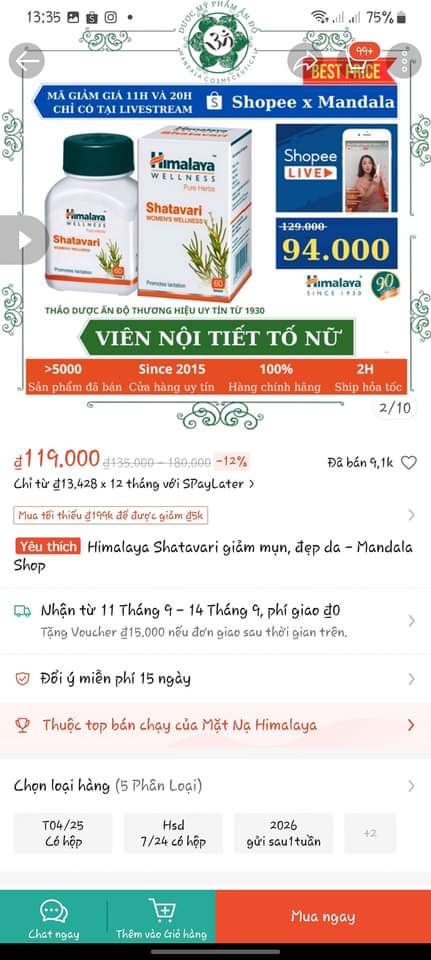 13:35
75%
DƯỢC MỸ PHẨM ẤN ĐỘ
MANDALA COSMECEUTICALS
99+
BEST PRICE
MÃ GIẢM GIÁ 11H VÀ 20H
CHỈ CÓ TẠI LIVESTREAM
Shopee x Mandala
Himalaya
WELLNESS
Pure Herbs
Shatavari
WOMEN'S WELLNESS
Promotes lactation
60
Himalaya
WELLNESS
Shatavari
Promotes lactation
60
Shopee
LIVE
129.000
94.000
Himalaya
SINCE 1930
90
THẢO DƯỢC ẤN ĐỘ THƯƠNG HIỆU UY TÍN TỪ 1930
VIÊN NỘI TIẾT TỐ NỮ
>5000 Since 2015 100% 2H
Sản phẩm đã bán Cửa hàng uy tín Hàng chính hãng Ship hỏa tốc
2/10
₫119.000 ₫135.000 - 180.000 -12% Đã bán 9,1k
Chỉ từ ₫13,428 x 12 tháng với SPayLater >
Mua tối thiểu ₫199k để được giảm ₫5k
Yêu thích Himalaya Shatavari giảm mụn, đẹp da - Mandala
Shop
Nhận từ 11 Tháng 9 - 14 Tháng 9, phí giao ₫0
Tặng Voucher ₫15.000 nếu đơn giao sau thời gian trên.
Đổi ý miễn phí 15 ngày
Thuộc top bán chạy của Mặt Nạ Himalaya
Chọn loại hàng (5 Phân Loại)
T04/25
Có hộp
Hsd
7/24 có hộp
2026
gửi sau1tuần
+2
Chat ngay
Thêm vào Giỏ hàng
Mua ngay